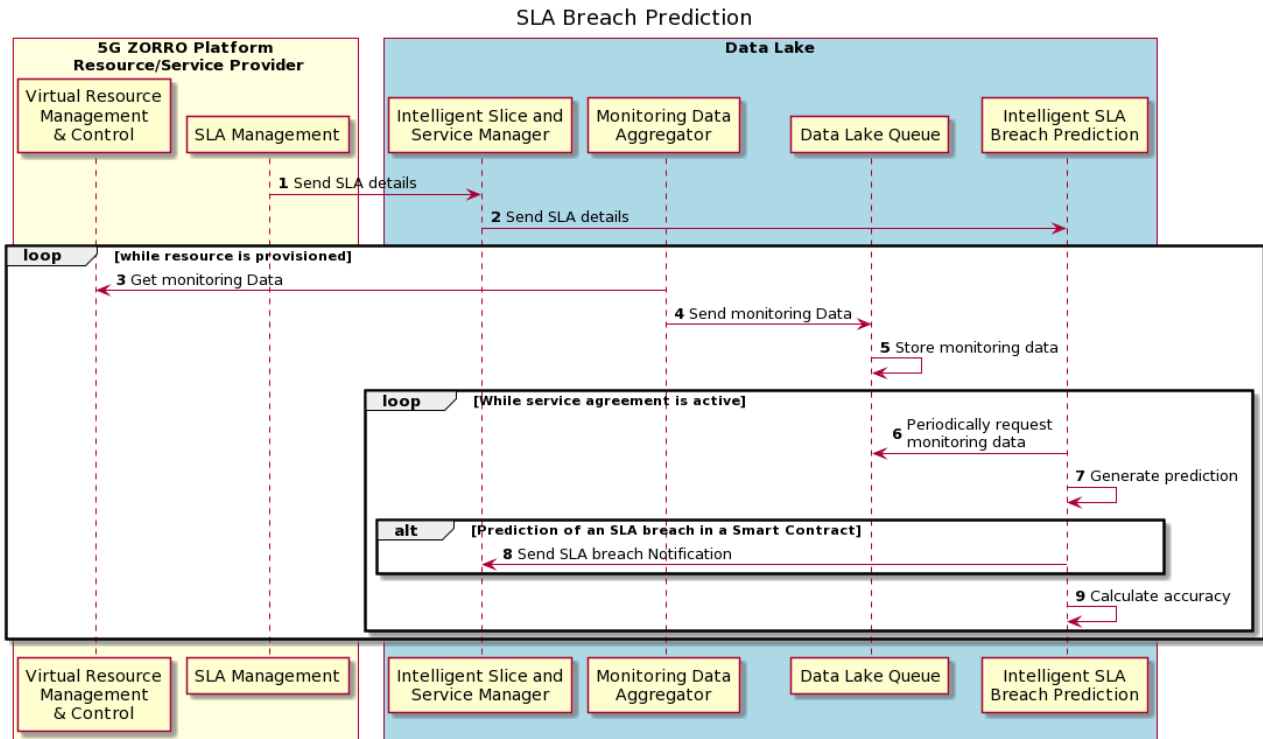 SLA Breach Prediction
5G ZORRO Platform
Resource/Service Provider
Data Lake
Virtual Resource
Management
& Control
SLA Management
Intelligent Slice and
Service Manager
Monitoring Data
Aggregator
Data Lake Queue
Intelligent SLA
Breach Prediction
1 Send SLA details
2 Send SLA details
loop [while resource is provisioned]
3 Get monitoring Data
4 Send monitoring Data
5 Store monitoring data
loop [While service agreement is active]
6 Periodically request
monitoring data
7 Generate prediction
alt [Prediction of an SLA breach in a Smart Contract]
8 Send SLA breach Notification
9 Calculate accuracy
Virtual Resource
Management
& Control
SLA Management
Intelligent Slice and
Service Manager
Monitoring Data
Aggregator
Data Lake Queue
Intelligent SLA
Breach Prediction